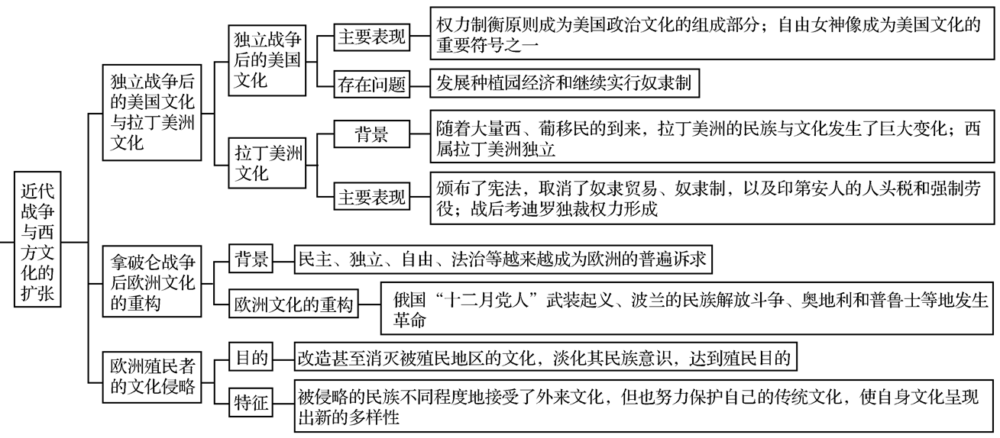 近代
战争
与西
方文
化的
扩张
独立战争后
的美国文化
与拉丁美洲
文化
独立战争
后的美国
文化
主要表现
权力制衡原则成为美国政治文化的组成部分；自由女神像成为美国文化的
重要符号之一
存在问题
发展种植园经济和继续实行奴隶制
拉丁美洲
文化
背景
随着大量西、葡移民的到来，拉丁美洲的民族与文化发生了巨大变化；西
属拉丁美洲独立
主要表现
颁布了宪法，取消了奴隶贸易、奴隶制，以及印第安人的人头税和强制劳
役；战后考迪罗独裁权力形成
拿破仑战争
后欧洲文化
的重构
背景
民主、独立、自由、法治等越来越成为欧洲的普遍诉求
欧洲文化的重构
俄国“十二月党人”武装起义、波兰的民族解放斗争、奥地利和普鲁士等地发生
革命
欧洲殖民者
的文化侵略
目的
改造甚至消灭被殖民地区的文化，淡化其民族意识，达到殖民目的
特征
被侵略的民族不同程度地接受了外来文化，但也努力保护自己的传统文化，使自身文化呈现
出新的多样性